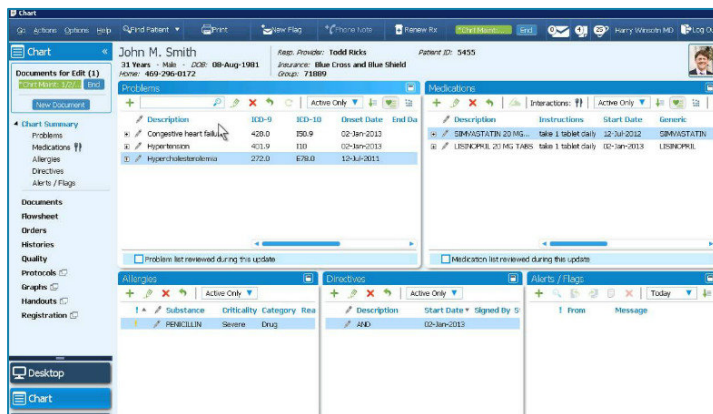 Chart
Go Actions Options Help
Find Patient
Print
New Flag
Phone Note
Renew Rx
End
Harry Winsoln MD
Log Ou
Chart
Documents for Edit (1)
End
New Document
Chart Summary
Problems
Medications
Allergies
Directives
Alerts / Flags
Documents
Flowsheet
Orders
Histories
Quality
Protocols
Graphs
Handouts
Registration
Desktop
Chart
John M. Smith
31 Years - Male - DOB: 08-Aug-1981
Home: 469-296-0172
Resp. Provider: Todd Ricks
Insurance: Blue Cross and Blue Shield
Group: 71889
Patient ID: 5455
Problems
Active Only
Description ICD-9 ICD-10 Onset Date End Da
Congestive heart failu 428.0 I50.9 02-Jan-2013
Hypertension 401.9 I10 02-Jan-2013
Hypercholesterolemia 272.0 E78.0 12-Jul-2011
Problem list reviewed during this update
Medications
Interactions: Active Only
Description Instructions Start Date Generic
SIMVASTATIN 20 MG... take 1 tablet daily 12-Jul-2012 SIMVASTATIN
LISINOPRIL 20 MG TABS take 1 tablet daily 02-Jan-2013 LISINOPRIL
Medication list reviewed during this update
Allergies
Active Only
! Substance Criticality Category Rea
! PENICILLIN Severe Drug
Directives
Active Only
Description Start Date Signed By S
AND 02-Jan-2013
Alerts / Flags
Today
! From Message